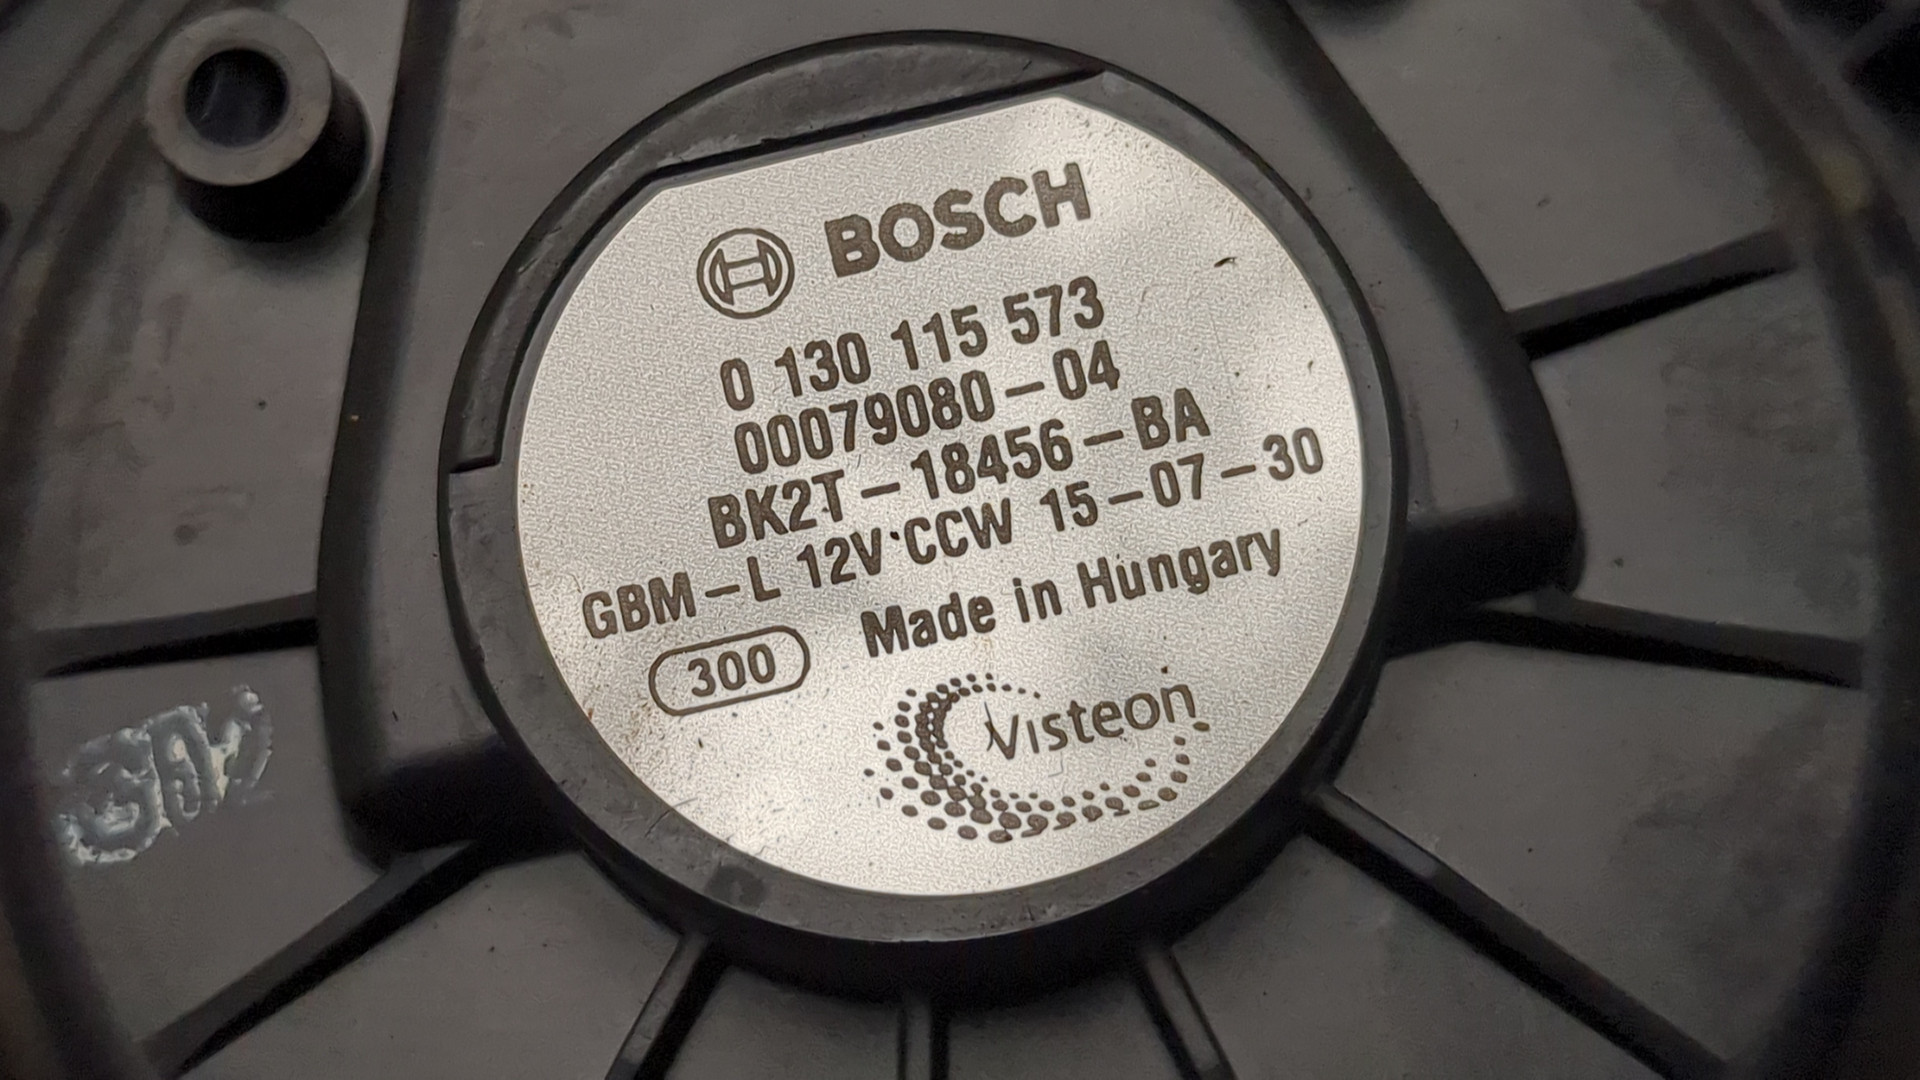 BOSCH
0 130 115 573
00079080-04
BK2T-18456-BA
GBM-L 12V CCW 15-07-30
300 Made in Hungary
Visteon